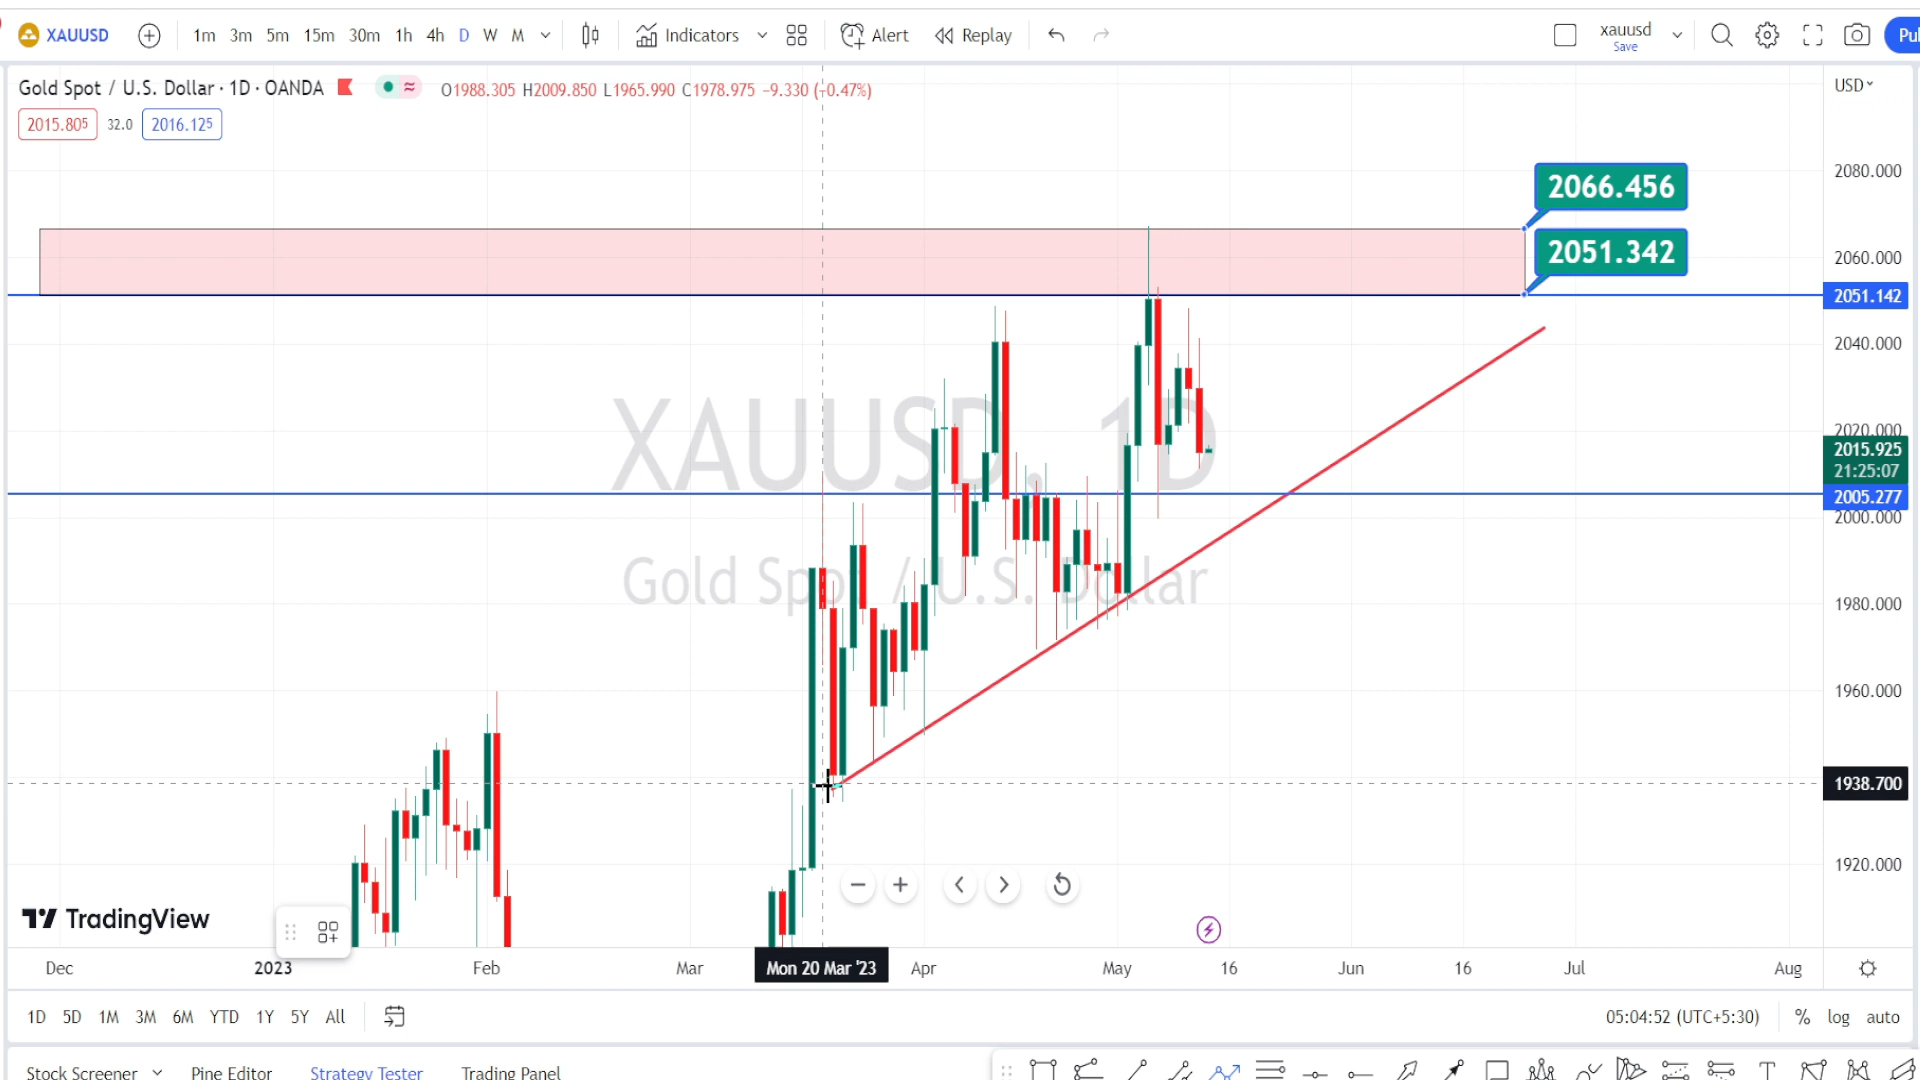 XAUUSD 1m 3m 5m 15m 30m 1h 4h D W M Indicators Alert Replay xauusd
Save
Gold Spot / U.S. Dollar · 1D · OANDA O1988.305 H2009.850 L1965.990 C1978.975 −9.330 (−0.47%) USD
2015.805 32.0 2016.125
2080.000
2066.456
2051.342
2060.000
2051.142
2040.000
XAUUSD, 1D
2020.000
2015.925
21:25:07
2005.277
2000.000
Gold Spot / U.S. Dollar
1980.000
1960.000
1938.700
1920.000
TradingView
Dec 2023 Feb Mar Mon 20 Mar '23 Apr May 16 Jun 16 Jul Aug
1D 5D 1M 3M 6M YTD 1Y 5Y All 05:04:52 (UTC+5:30) % log auto
Stock Screener Pine Editor Strategy Tester Trading Panel